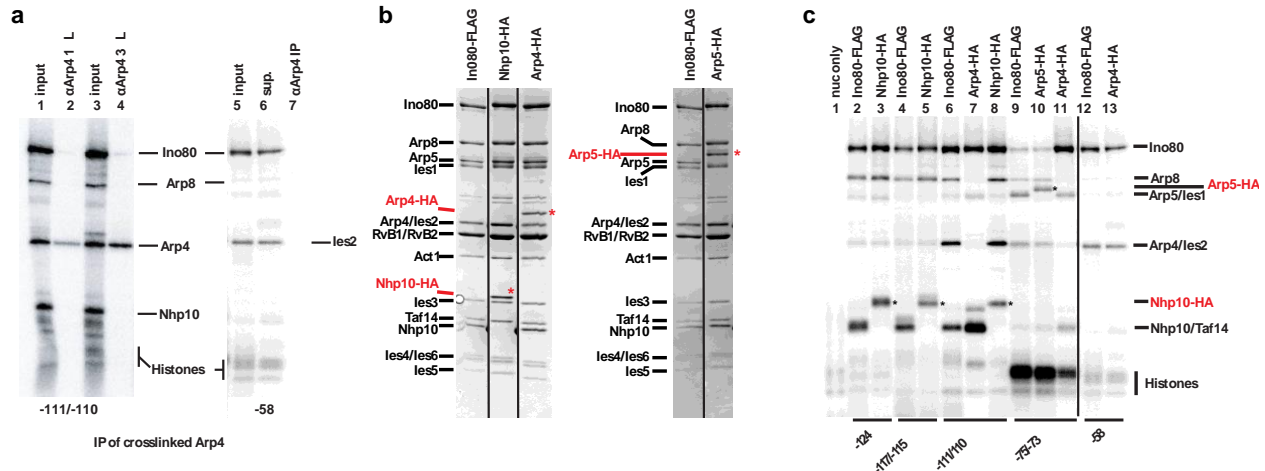 a
input
αArp4 1 L
input
αArp4 3 L
input
sup.
αArp4 IP
1 2 3 4 5 6 7
Ino80
Arp8
Arp4
Ies2
Nhp10
Histones
-111/-110
-58
IP of crosslinked Arp4
b
Ino80-FLAG
Nhp10-HA
Arp4-HA
Ino80
Arp8
Arp5
Ies1
Arp4-HA
*
Arp4/Ies2
RvB1/RvB2
Act1
Nhp10-HA
*
Ies3
Taf14
Nhp10
Ies4/Ies6
Ies5
Ino80-FLAG
Arp5-HA
Ino80
Arp8
Arp5-HA
*
Arp5
Ies1
Arp4/Ies2
RvB1/RvB2
Act1
Ies3
Taf14
Nhp10
Ies4/Ies6
Ies5
c
nuc only
Ino80-FLAG
Nhp10-HA
Ino80-FLAG
Nhp10-HA
Ino80-FLAG
Arp4-HA
Nhp10-HA
Ino80-FLAG
Arp5-HA
Arp4-HA
Ino80-FLAG
Arp4-HA
1 2 3 4 5 6 7 8 9 10 11 12 13
Ino80
Arp8
Arp5-HA
*
Arp5/Ies1
Arp4/Ies2
* * *
Nhp10-HA
Nhp10/Taf14
Histones
-124
-117/-115
-111/110
-75/-73
-58